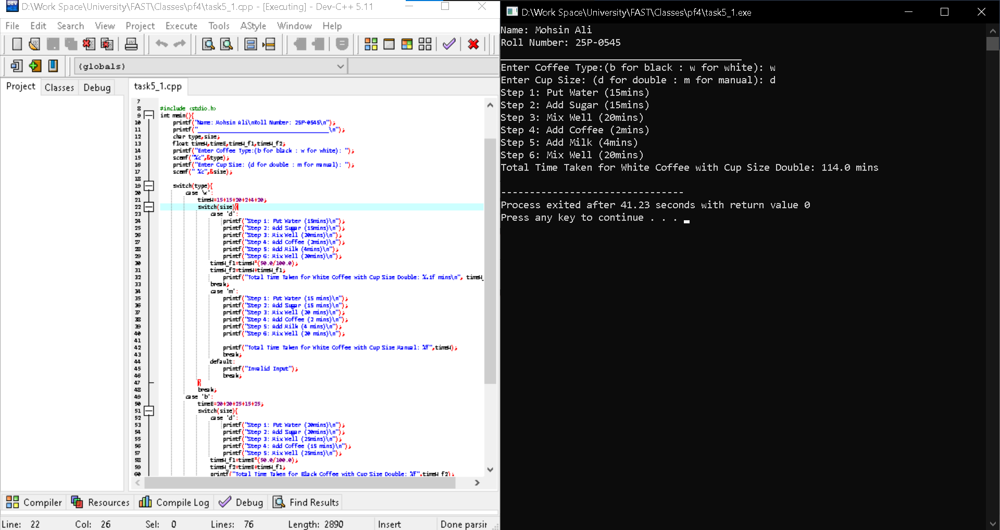 D:\Work Space\University\FAST\Classes\pf4\task5_1.cpp - [Executing] - Dev-C++ 5.11
File Edit Search View Project Execute Tools AStyle Window Help
(globals)
Project Classes Debug
task5_1.cpp
7
8 #include <stdio.h>
9 int main(){
10 printf("Name: Mohsin Ali\nRoll Number: 25P-0545\n");
11 printf("__________________________________________\n");
12 char type,size;
13 float timeW,timeE,timeW_f1,timeW_f2;
14 printf("Enter Coffee Type:(b for black : w for white): ");
15 scanf("%c",&type);
16 printf("Enter Cup Size: (d for double : m for manual): ");
17 scanf(" %c",&size);
18
19 switch(type){
20 case 'w':
21 timeW=15+15+20+2+4+20;
22 switch(size){
23 case 'd':
24 printf("Step 1: Put Water (15mins)\n");
25 printf("Step 2: Add Sugar (15mins)\n");
26 printf("Step 3: Mix Well (20mins)\n");
27 printf("Step 4: Add Coffee (2mins)\n");
28 printf("Step 5: Add Milk (4mins)\n");
29 printf("Step 6: Mix Well (20mins)\n");
30 timeW_f1=timeW*(50.0/100.0);
31 timeW_f2=timeW+timeW_f1;
32 printf("Total Time Taken for White Coffee with Cup Size Double: %.1f mins\n", timeW_
33 break;
34 case 'm':
35 printf("Step 1: Put Water (15 mins)\n");
36 printf("Step 2: Add Sugar (15 mins)\n");
37 printf("Step 3: Mix Well (20 mins)\n");
38 printf("Step 4: Add Coffee (2 mins)\n");
39 printf("Step 5: Add Milk (4 mins)\n");
40 printf("Step 6: Mix Well (20 mins)\n");
41
42 printf("Total Time Taken for White Coffee with Cup Size Manual: %f",timeW);
43 break;
44 default:
45 printf("Invalid Input");
46 break;
47 }
48 break;
49 case 'b':
50 timeE=20+20+25+15+25;
51 switch(size){
52 case 'd':
53 printf("Step 1: Put Water (20mins)\n");
54 printf("Step 2: Add Sugar (20mins)\n");
55 printf("Step 3: Mix Well (25mins)\n");
56 printf("Step 4: Add Coffee (15 mins)\n");
57 printf("Step 5: Mix Well (25mins)\n");
58 timeW_f1=timeE*(50.0/100.0);
59 timeW_f2=timeE+timeW_f1;
60 printf("Total Time Taken for Black Coffee with Cup Size Double: %f",timeW_f2);
Compiler Resources Compile Log Debug Find Results
Line: 22 Col: 26 Sel: 0 Lines: 76 Length: 2890 Insert Done parsin
D:\Work Space\University\FAST\Classes\pf4\task5_1.exe
Name: Mohsin Ali
Roll Number: 25P-0545
__________________________________________
Enter Coffee Type:(b for black : w for white): w
Enter Cup Size: (d for double : m for manual): d
Step 1: Put Water (15mins)
Step 2: Add Sugar (15mins)
Step 3: Mix Well (20mins)
Step 4: Add Coffee (2mins)
Step 5: Add Milk (4mins)
Step 6: Mix Well (20mins)
Total Time Taken for White Coffee with Cup Size Double: 114.0 mins
--------------------------------
Process exited after 41.23 seconds with return value 0
Press any key to continue . . .